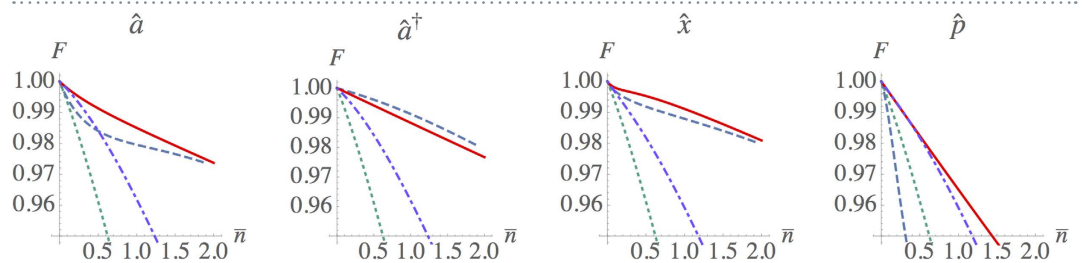 â â† x̂ p̂
F F F F
1.00 1.00 1.00 1.00
0.99 0.99 0.99 0.99
0.98 0.98 0.98 0.98
0.97 0.97 0.97 0.97
0.96 0.96 0.96 0.96
0.5 1.0 1.5 2.0 n̅ 0.5 1.0 1.5 2.0 n̅ 0.5 1.0 1.5 2.0 n̅ 0.5 1.0 1.5 2.0 n̅